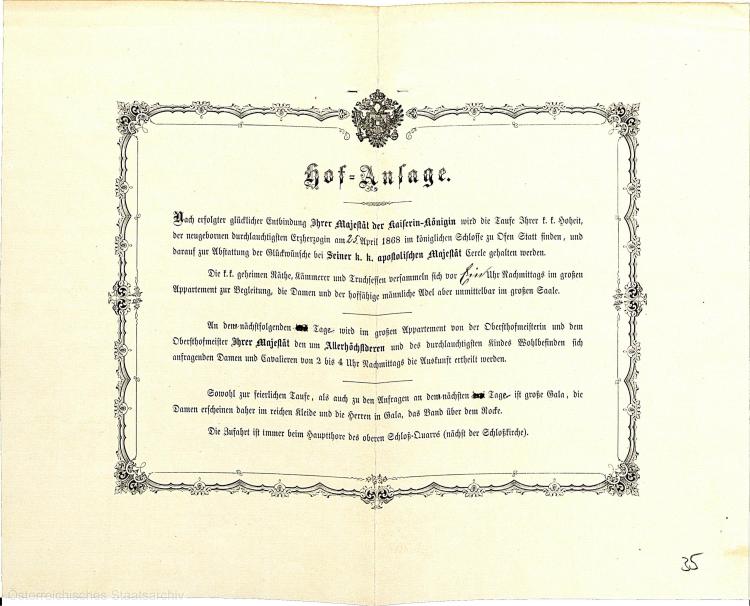 Hof-Ansage.
Nach erfolgter glücklicher Entbindung Ihrer Majestät der Kaiserin-Königin wird die Taufe Ihrer k. k. Hoheit,
der neugebornen durchlauchtigsten Erzherzogin am 25. April 1868 im königlichen Schlosse zu Ofen Statt finden, und
darauf zur Abstattung der Glückwünsche bei Seiner k. k. apostolischen Majestät Cercle gehalten werden.
Die k.k. geheimen Räthe, Kämmerer und Truchsessen versammeln sich vor Ein Uhr Nachmittags im großen
Appartement zur Begleitung, die Damen und der hoffähige männliche Adel aber unmittelbar im großen Saale.
An dem nächstfolgenden Tage wird im großen Appartement von der Obersthofmeisterin und dem
Obersthofmeister Ihrer Majestät den um Allerhöchstderen und des durchlauchtigsten Kindes Wohlbefinden sich
anfragenden Damen und Cavalieren von 2 bis 4 Uhr Nachmittags die Auskunft ertheilt werden.
Sowohl zur feierlichen Taufe, als auch zu den Anfragen an dem nächsten Tage ist große Gala, die
Damen erscheinen daher im reichen Kleide und die Herren in Gala, das Band über dem Rocke.
Die Zufahrt ist immer beim Hauptthore des oberen Schloß-Quarrés (nächst der Schloßkirche).
35
Österreichisches Staatsarchiv